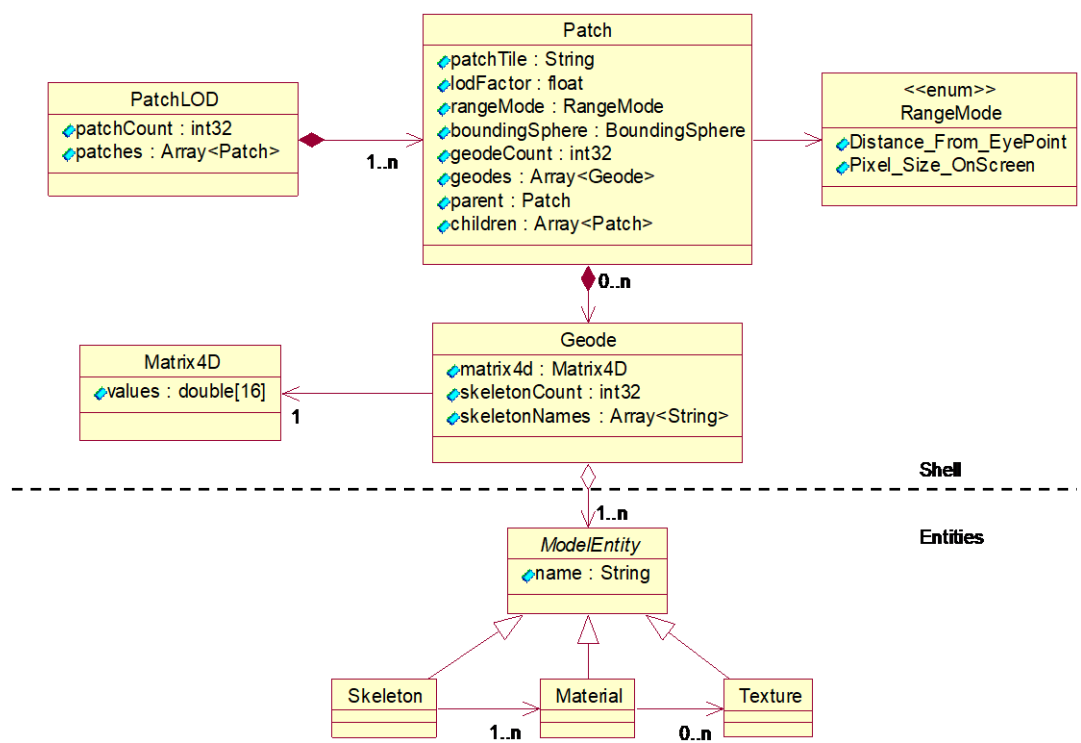 Patch
patchTile : String
lodFactor : float
rangeMode : RangeMode
boundingSphere : BoundingSphere
geodeCount : int32
geodes : Array<Geode>
parent : Patch
children : Array<Patch>
PatchLOD
patchCount : int32
patches : Array<Patch>
1..n
<<enum>>
RangeMode
Distance_From_EyePoint
Pixel_Size_OnScreen
0..n
Geode
matrix4d : Matrix4D
skeletonCount : int32
skeletonNames : Array<String>
Matrix4D
values : double[16]
1
Shell
1..n
Entities
ModelEntity
name : String
Skeleton
Material
Texture
1..n
0..n